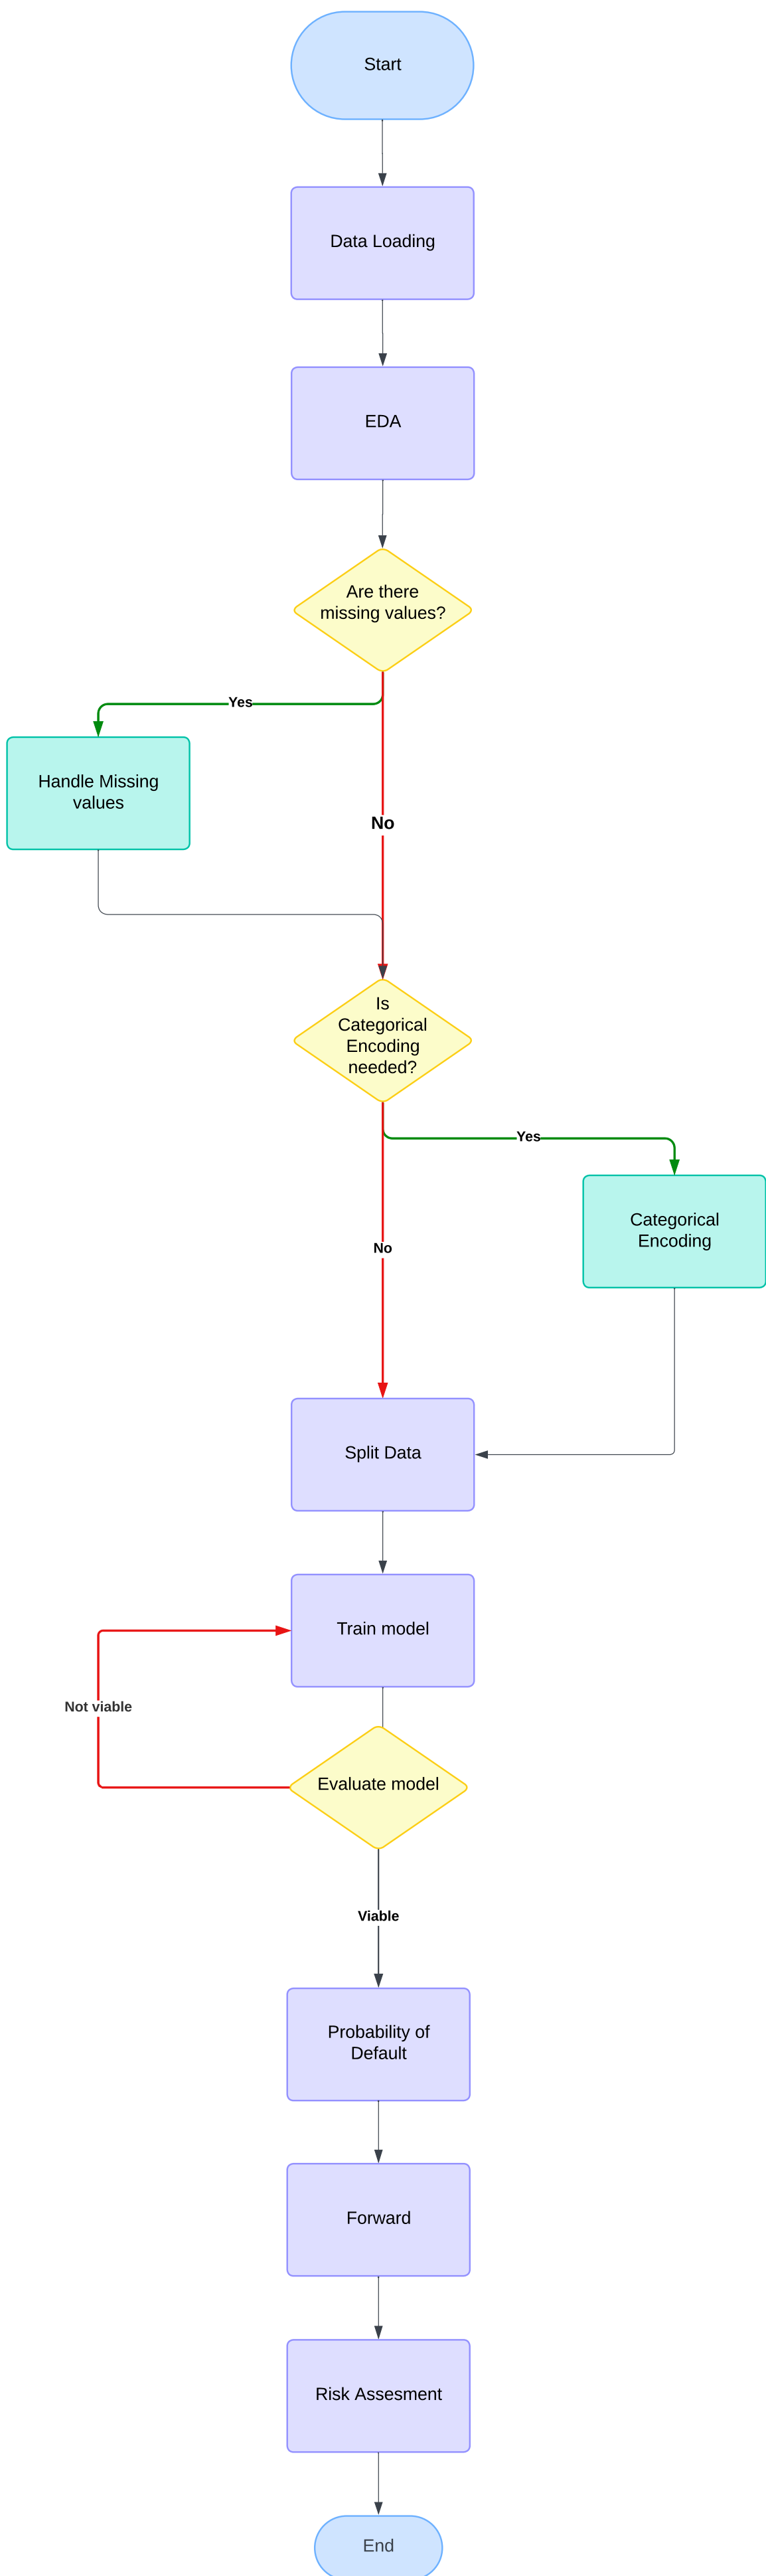 Start
Data Loading
EDA
Are there
missing values?
Yes
Handle Missing
values
No
Is
Categorical
Encoding
needed?
Yes
Categorical
Encoding
No
Split Data
Train model
Not viable
Evaluate model
Viable
Probability of
Default
Forward
Risk Assesment
End